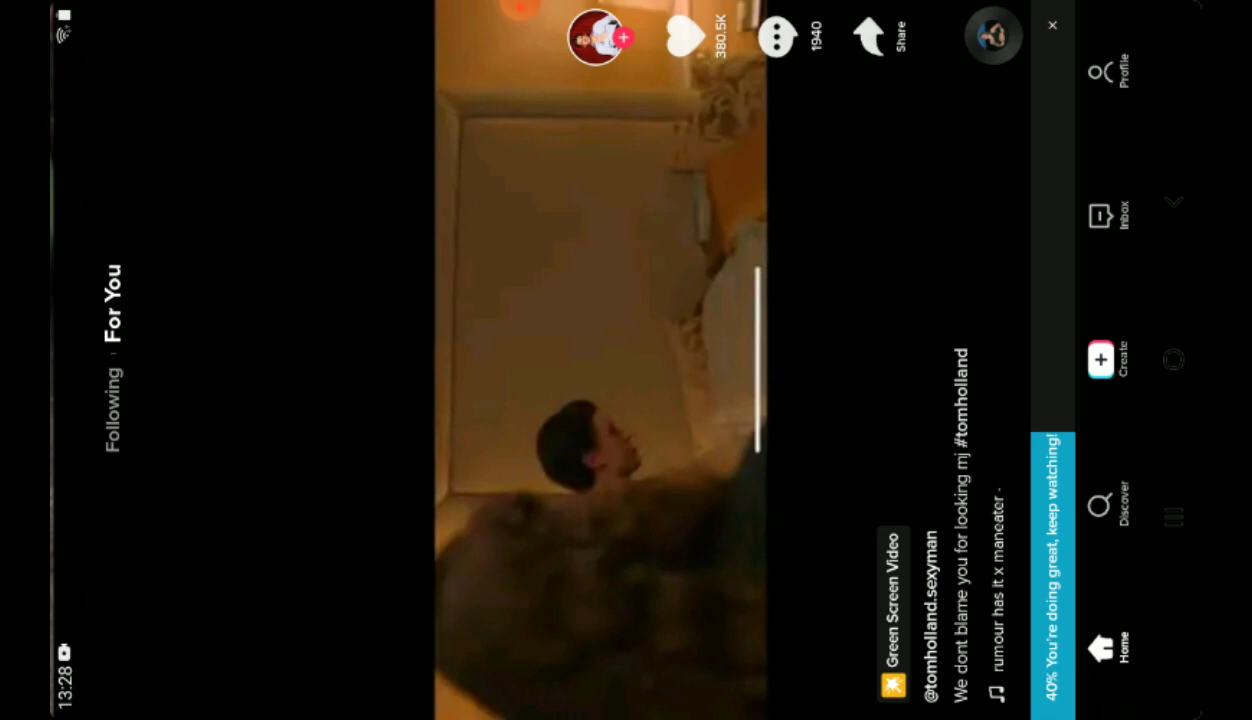 13:28
Following
For You
380.5K
1940
Share
Green Screen Video
@tomholland.sexyman
We dont blame you for looking mj #tomholland
rumour has it x maneater -
40% You're doing great, keep watching!
×
Home
Discover
Create
Inbox
Profile